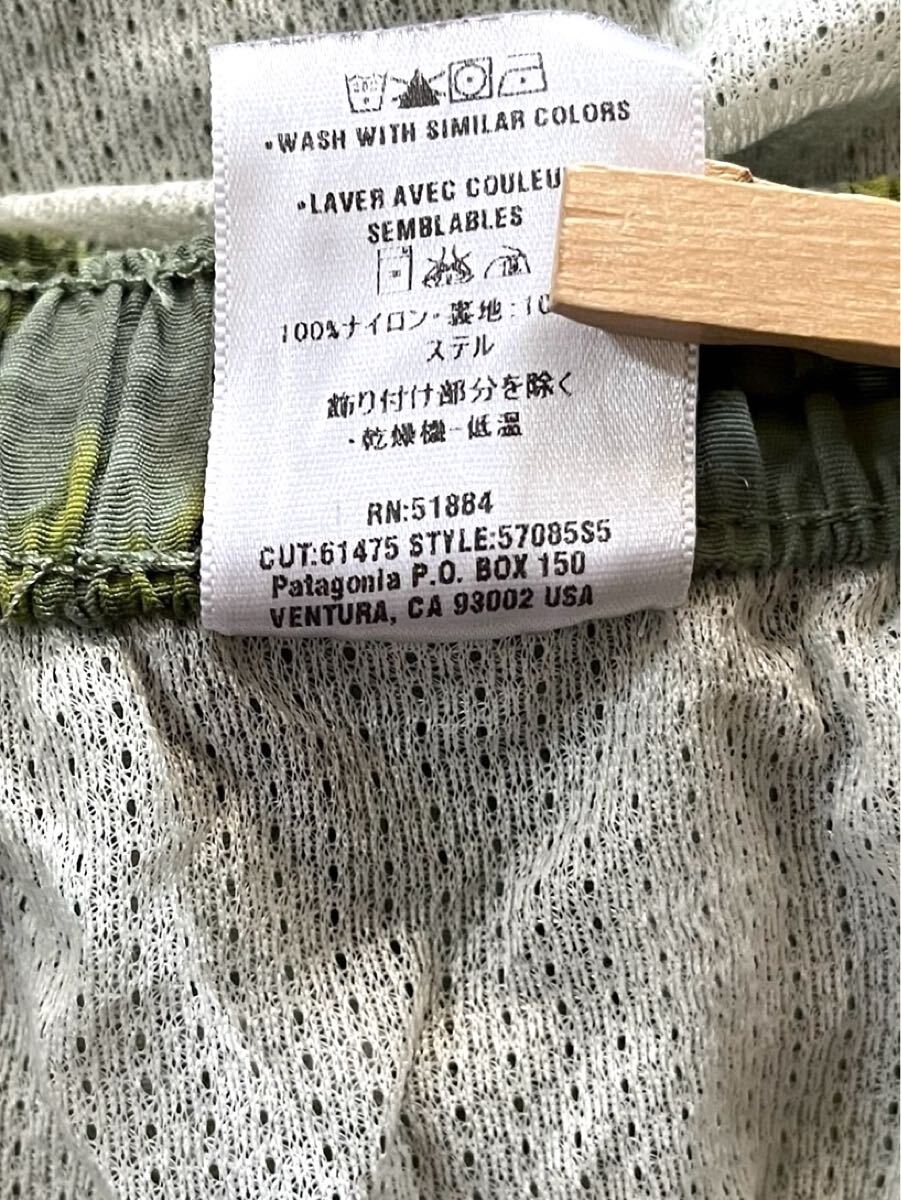 •WASH WITH SIMILAR COLORS
•LAVER AVEC COULEU
SEMBLABLES
100%ナイロン・裏地:10
ステル
飾り付け部分を除く
・乾燥機-低温
RN:51884
CUT:61475 STYLE:57085S5
Patagonia P.O. BOX 150
VENTURA, CA 93002 USA